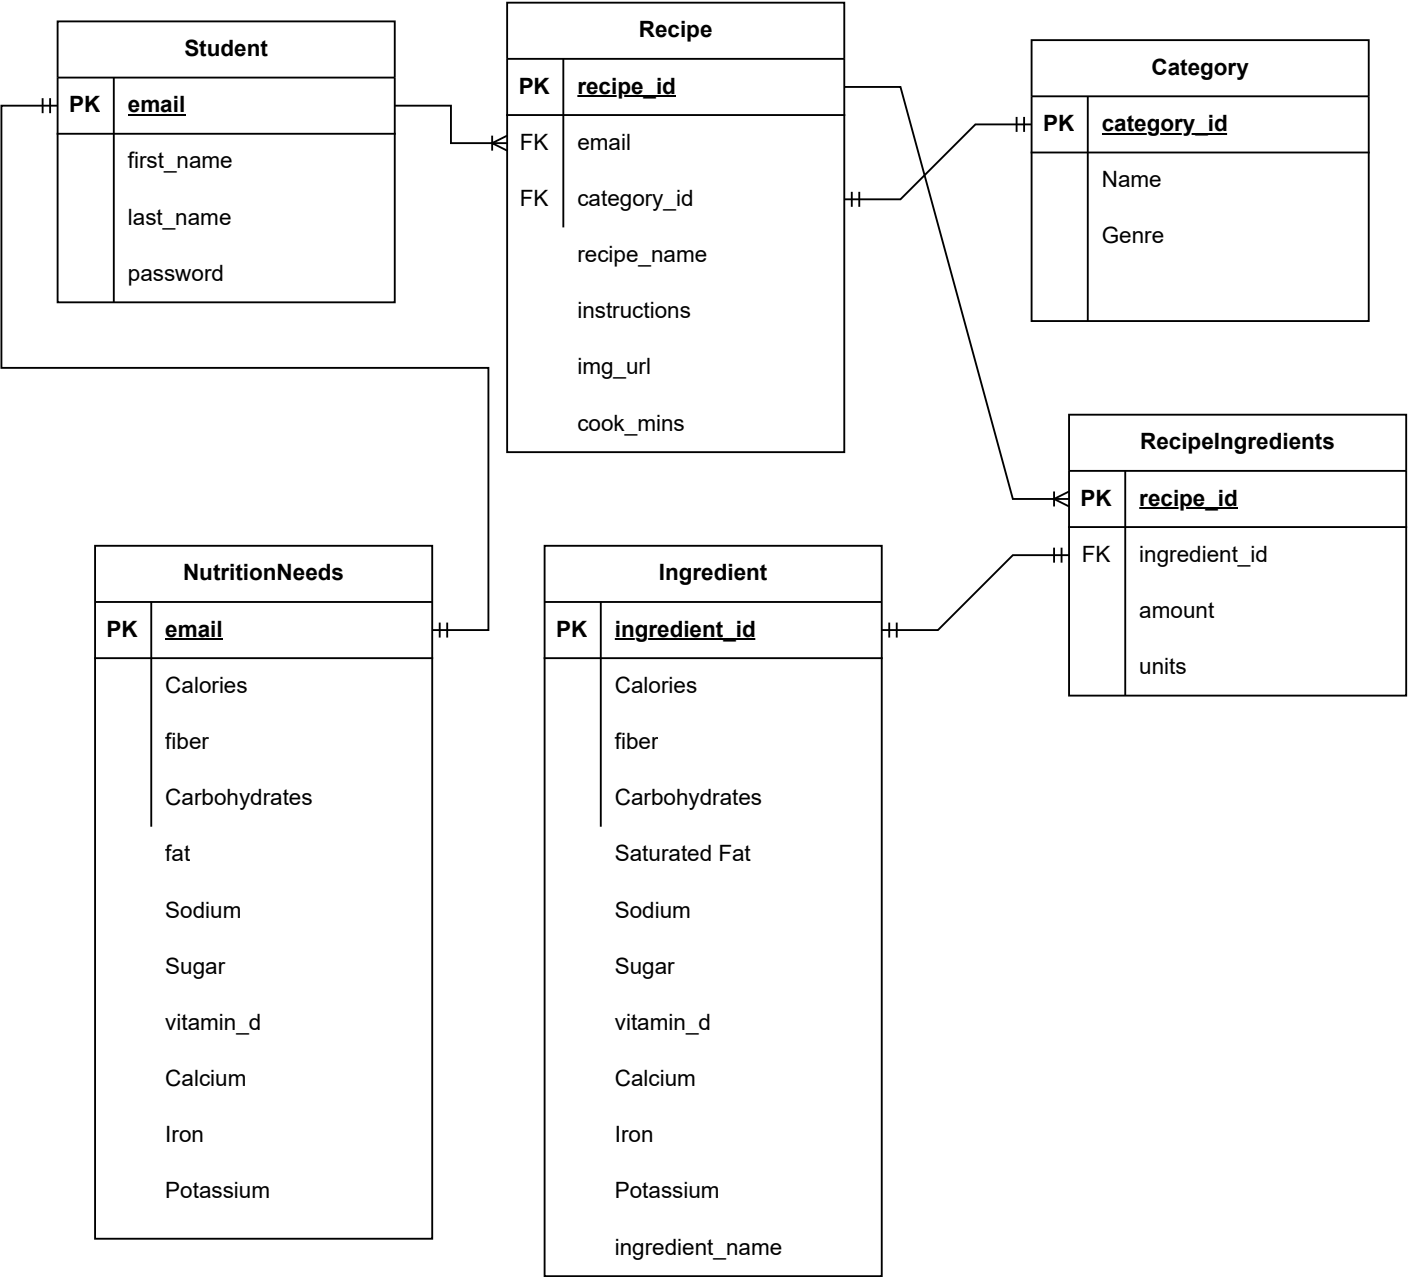 Student
PK email
first_name
last_name
password
Recipe
PK recipe_id
FK email
FK category_id
recipe_name
instructions
img_url
cook_mins
Category
PK category_id
Name
Genre
RecipeIngredients
PK recipe_id
FK ingredient_id
amount
units
NutritionNeeds
PK email
Calories
fiber
Carbohydrates
fat
Sodium
Sugar
vitamin_d
Calcium
Iron
Potassium
Ingredient
PK ingredient_id
Calories
fiber
Carbohydrates
Saturated Fat
Sodium
Sugar
vitamin_d
Calcium
Iron
Potassium
ingredient_name